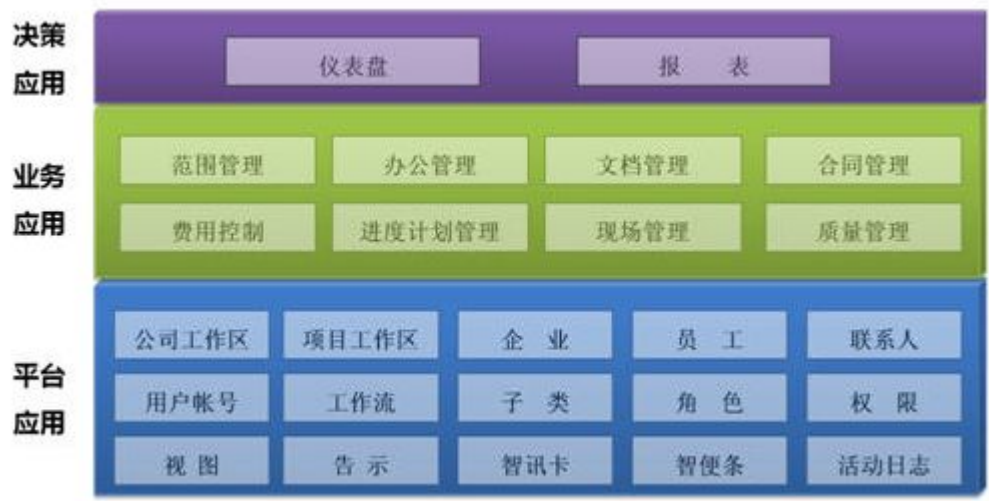 决策
应用
仪表盘 报 表
业务
应用
范围管理 办公管理 文档管理 合同管理
费用控制 进度计划管理 现场管理 质量管理
平台
应用
公司工作区 项目工作区 企 业 员 工 联系人
用户帐号 工作流 子 类 角 色 权 限
视 图 告 示 智讯卡 智便条 活动日志